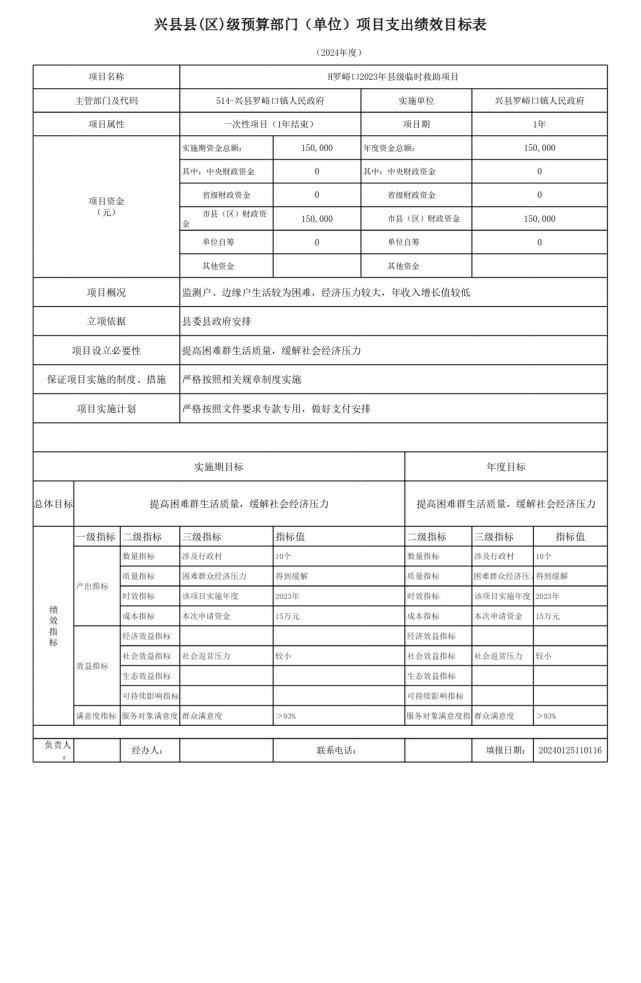 兴县县(区)级预算部门（单位）项目支出绩效目标表
（2024年度）
项目名称 H罗峪口2023年县级临时救助项目
主管部门及代码 514-兴县罗峪口镇人民政府 实施单位 兴县罗峪口镇人民政府
项目属性 一次性项目（1年结束） 项目期 1年
项目资金
（元）
实施期资金总额： 150,000 年度资金总额： 150,000
其中：中央财政资金 0 其中：中央财政资金 0
省级财政资金 0 省级财政资金 0
市县（区）财政资金 150,000 市县（区）财政资金 150,000
单位自筹 0 单位自筹 0
其他资金 其他资金
项目概况 监测户、边缘户生活较为困难，经济压力较大，年收入增长值较低
立项依据 县委县政府安排
项目设立必要性 提高困难群生活质量，缓解社会经济压力
保证项目实施的制度、措施 严格按照相关规章制度实施
项目实施计划 严格按照文件要求专款专用，做好支付安排
实施期目标 年度目标
总体目标 提高困难群生活质量，缓解社会经济压力 提高困难群生活质量，缓解社会经济压力
绩效指标
一级指标 二级指标 三级指标 指标值 二级指标 三级指标 指标值
产出指标
数量指标 涉及行政村 10个 数量指标 涉及行政村 10个
质量指标 困难群众经济压力 得到缓解 质量指标 困难群众经济压 得到缓解
时效指标 该项目实施年度 2023年 时效指标 该项目实施年度 2023年
成本指标 本次申请资金 15万元 成本指标 本次申请资金 15万元
效益指标
经济效益指标 经济效益指标
社会效益指标 社会返贫压力 较小 社会效益指标 社会返贫压力 较小
生态效益指标 生态效益指标
可持续影响指标 可持续影响指标
满意度指标 服务对象满意度 群众满意度 ＞93% 服务对象满意度指 群众满意度 ＞93%
负责人： 经办人： 联系电话： 填报日期： 20240125110116